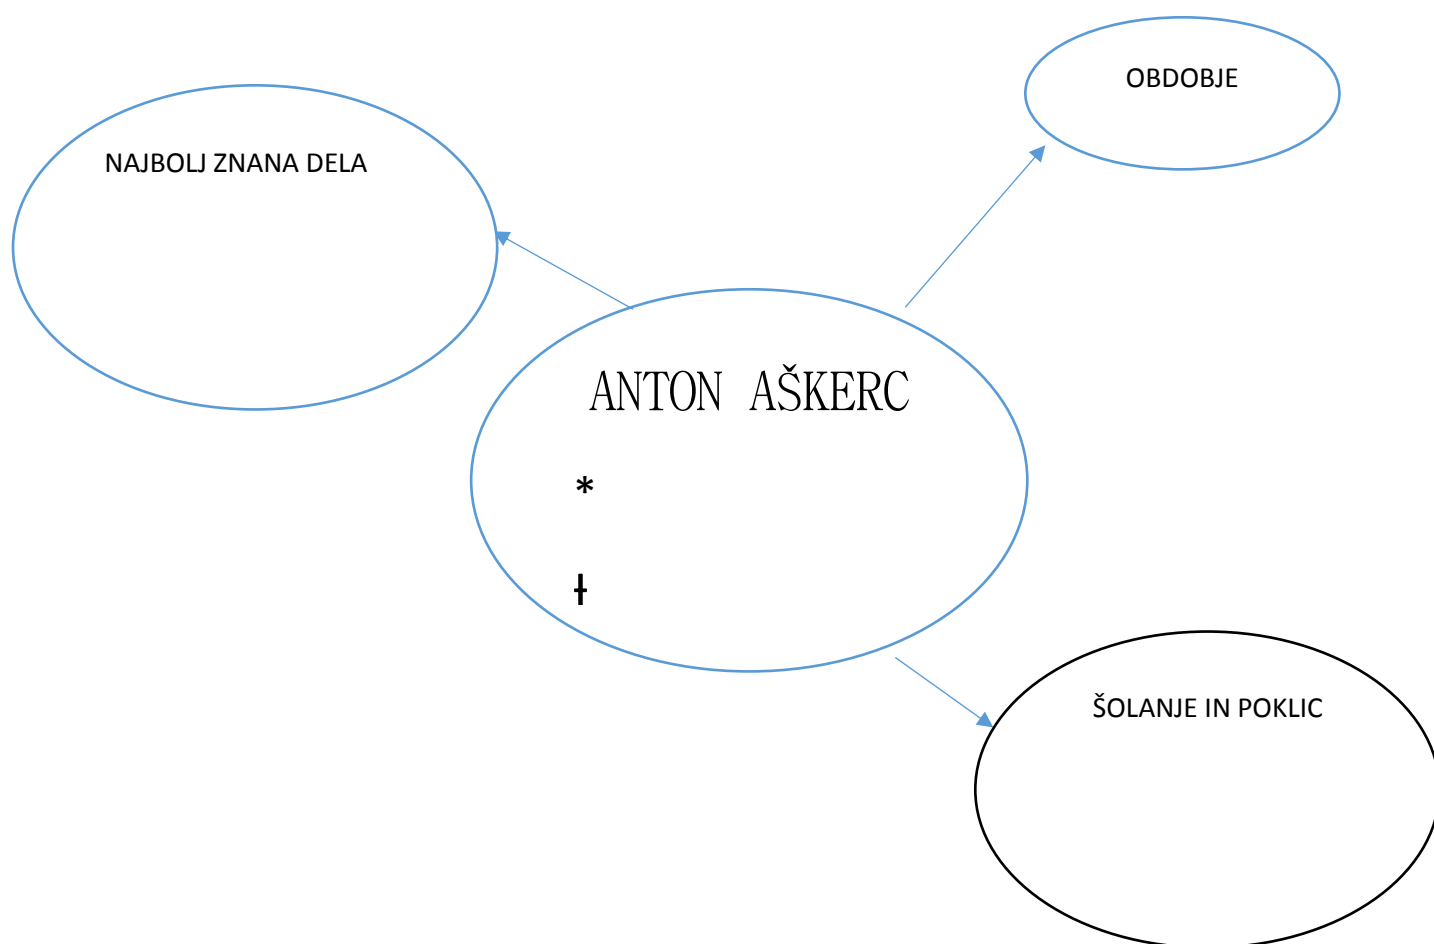 OBDOBJE
NAJBOLJ ZNANA DELA
ANTON AŠKERC
*
ɫ
ŠOLANJE IN POKLIC